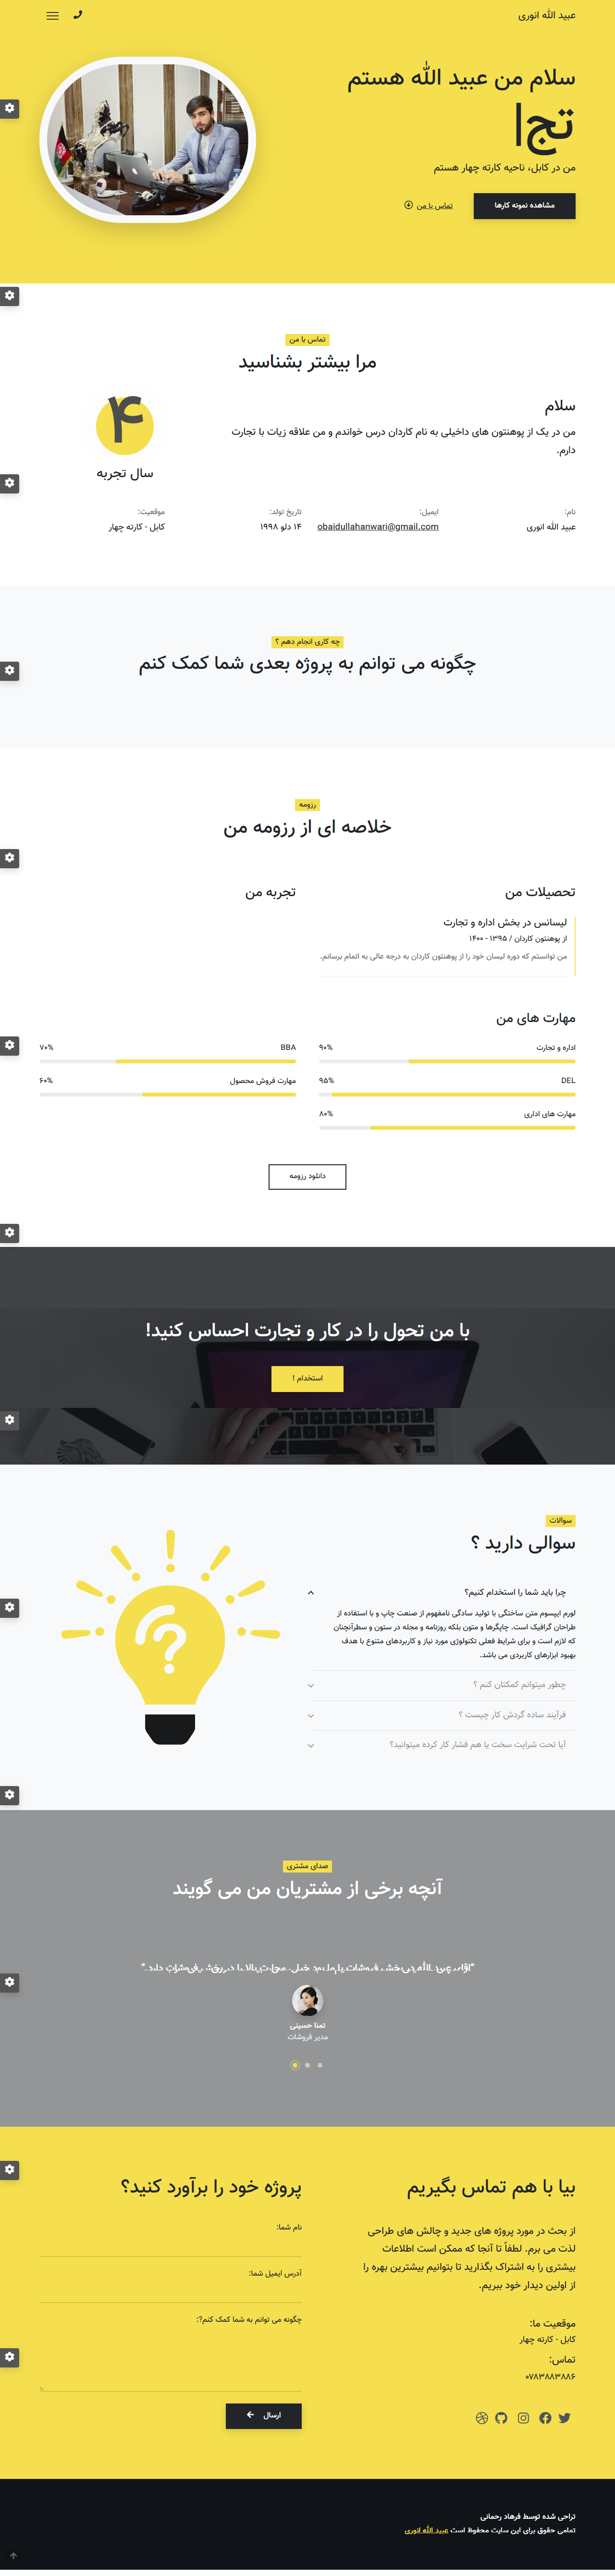 عبید الله انوری
سلام من عبید الله هستم
تجا
من در کابل، ناحیه کارته چهار هستم
مشاهده نمونه کارها
تماس با من
تماس با من
مرا بیشتر بشناسید
سلام
من در یک از پوهنتون های داخیلی به نام کاردان درس خواندم و من علاقه زیات با تجارت
دارم.
۴
سال تجربه
نام:
عبید الله انوری
ایمیل:
obaidullahanwari@gmail.com
تاریخ تولد:
۱۴ دلو ۱۹۹۸
موقعیت:
کابل - کارته چهار
چه کاری انجام دهم ؟
چگونه می توانم به پروژه بعدی شما کمک کنم
رزومه
خلاصه ای از رزومه من
تحصیلات من
لیسانس در بخش اداره و تجارت
از پوهنتون کاردان / ۱۳۹۵ - ۱۴۰۰
من توانستم که دوره لیسان خود را از پوهنتون کاردان به درجه عالی به اتمام برسانم.
تجربه من
مهارت های من
اداره و تجارت
۹۰%
BBA
۷۰%
DEL
۹۵%
مهارت فروش محصول
۶۰%
مهارت های اداری
۸۰%
دانلود رزومه
با من تحول را در کار و تجارت احساس کنید!
استخدام !
سوالات
سوالی دارید ؟
چرا باید شما را استخدام کنیم؟
لورم ایپسوم متن ساختگی با تولید سادگی نامفهوم از صنعت چاپ و با استفاده از
طراحان گرافیک است. چاپگرها و متون بلکه روزنامه و مجله در ستون و سطرآنچنان
که لازم است و برای شرایط فعلی تکنولوژی مورد نیاز و کاربردهای متنوع با هدف
بهبود ابزارهای کاربردی می باشد.
چطور میتوانم کمکتان کنم ؟
فرآیند ساده گردش کار چیست ؟
آیا تحت شرایت سخت یا هم فشار کار کرده میتوانید؟
صدای مشتری
آنچه برخی از مشتریان من می گویند
تمنا حسینی
مدیر فروشات
بیا با هم تماس بگیریم
از بحث در مورد پروژه های جدید و چالش های طراحی
لذت می برم. لطفاً تا آنجا که ممکن است اطلاعات
بیشتری را به اشتراک بگذارید تا بتوانیم بیشترین بهره را
از اولین دیدار خود ببریم.
موقعیت ما:
کابل - کارته چهار
تماس:
۰۷۸۳۸۸۳۸۸۶
پروژه خود را برآورد کنید؟
نام شما:
آدرس ایمیل شما:
چگونه می توانم به شما کمک کنم?:
ارسال
تراحی شده توسط فرهاد رحمانی
تمامی حقوق برای این سایت محفوظ است عبید الله انوری